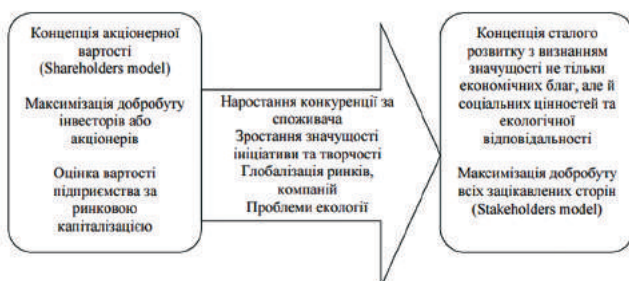 Концепція акціонерної
вартості
(Shareholders model)
Максимізація добробуту
інвесторів або
акціонерів
Оцінка вартості
підприємства за
ринковою
капіталізацією
Наростання конкуренції за
споживача
Зростання значущості
ініціативи та творчості
Глобалізація ринків,
компаній
Проблеми екології
Концепція сталого
розвитку з визнанням
значущості не тільки
економічних благ, але й
соціальних цінностей та
екологічної
відповідальності
Максимізація добробуту
всіх зацікавлених сторін
(Stakeholders model)